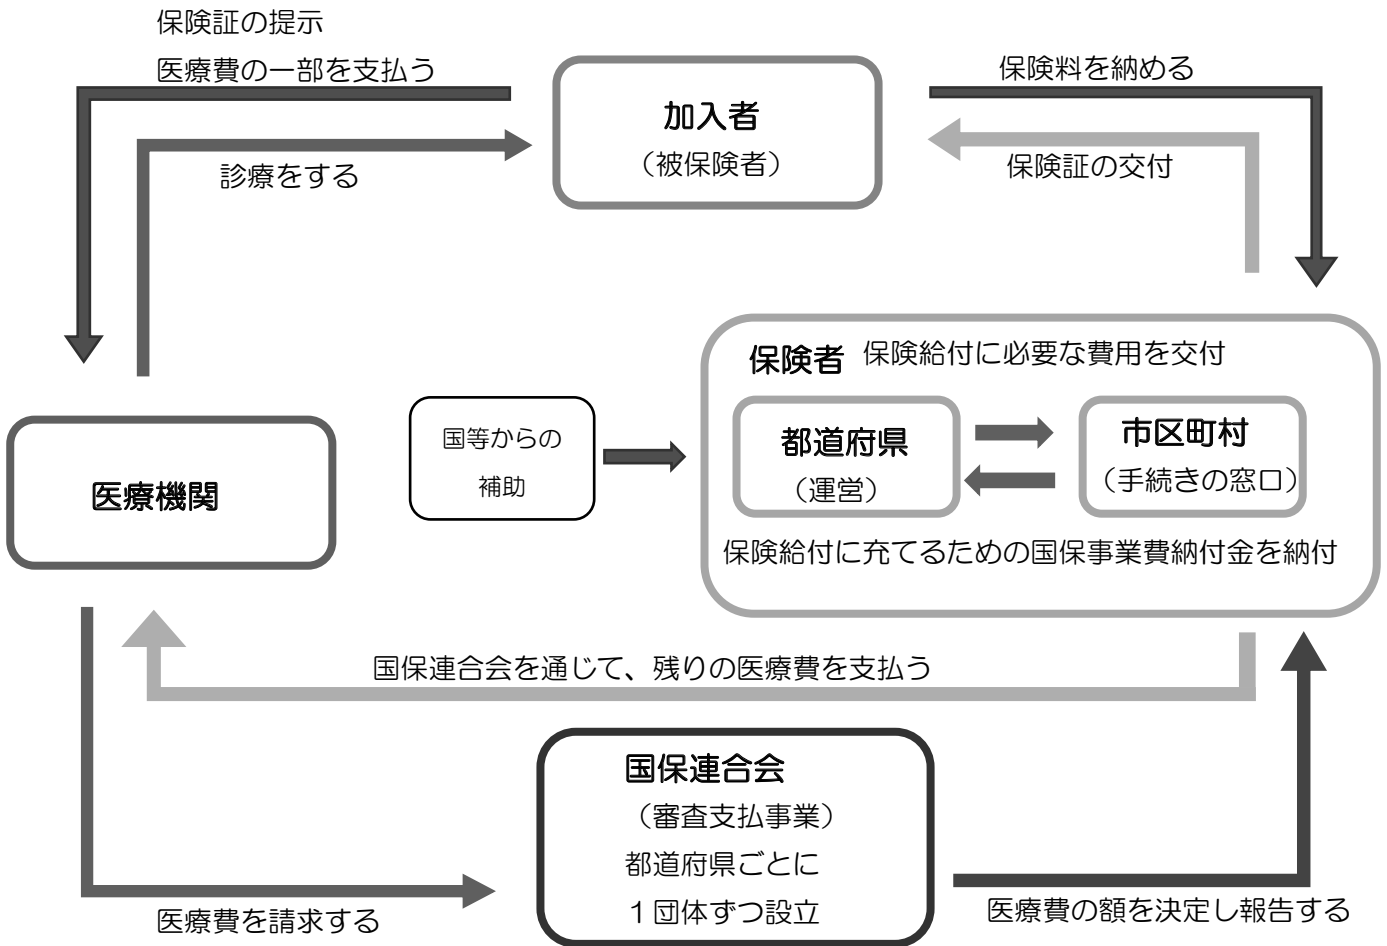 保険証の提示
医療費の一部を支払う
保険料を納める
加入者
（被保険者）
診療をする
保険証の交付
保険者
保険給付に必要な費用を交付
国等からの
補助
都道府県
（運営）
市区町村
（手続きの窓口）
医療機関
保険給付に充てるための国保事業費納付金を納付
国保連合会を通じて、残りの医療費を支払う
国保連合会
（審査支払事業）
都道府県ごとに
１団体ずつ設立
医療費を請求する
医療費の額を決定し報告する